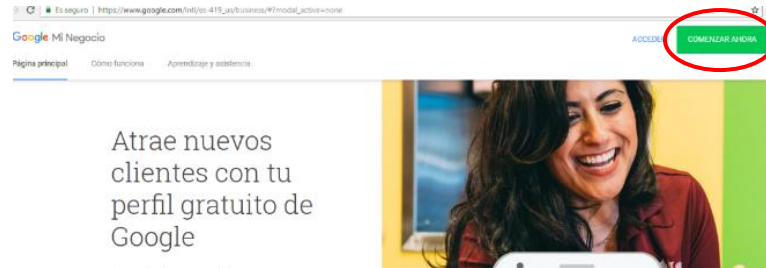 Es seguro | https://www.google.com/intl/es-419_us/business/#?modal_active=none
Google Mi Negocio
ACCEDER
COMENZAR AHORA
Página principal Cómo funciona Aprendizaje y asistencia
Atrae nuevos
clientes con tu
perfil gratuito de
Google